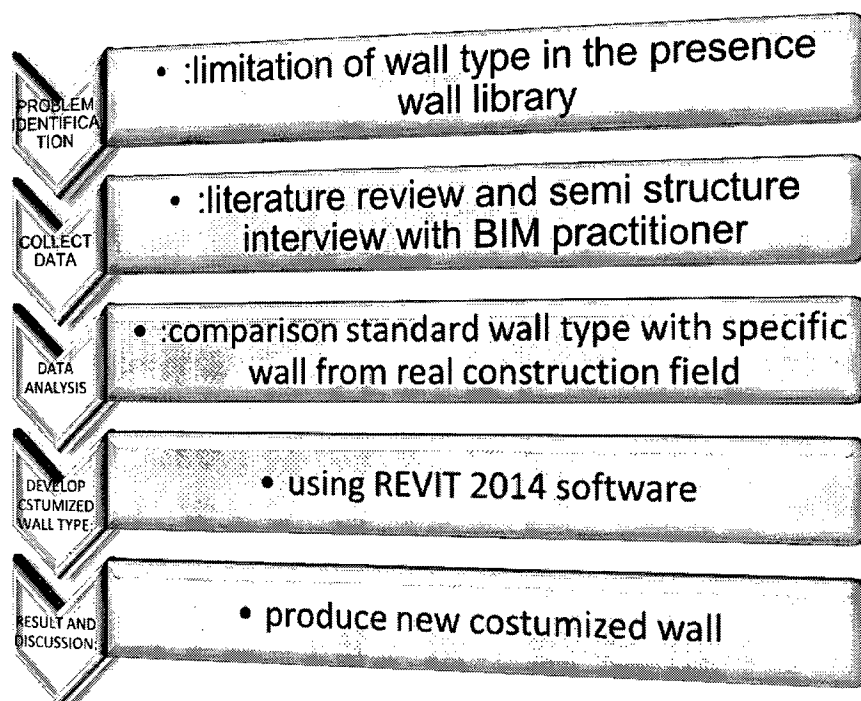 PROBLEM
IDENTIFICA
TION
• :limitation of wall type in the presence
wall library
COLLECT
DATA
• :literature review and semi structure
interview with BIM practitioner
DATA
ANALYSIS
• :comparison standard wall type with specific
wall from real construction field
DEVELOP
CSTUMIZED
WALL TYPE:
• using REVIT 2014 software
RESULT AND
DISCUSSION:
• produce new costumized wall